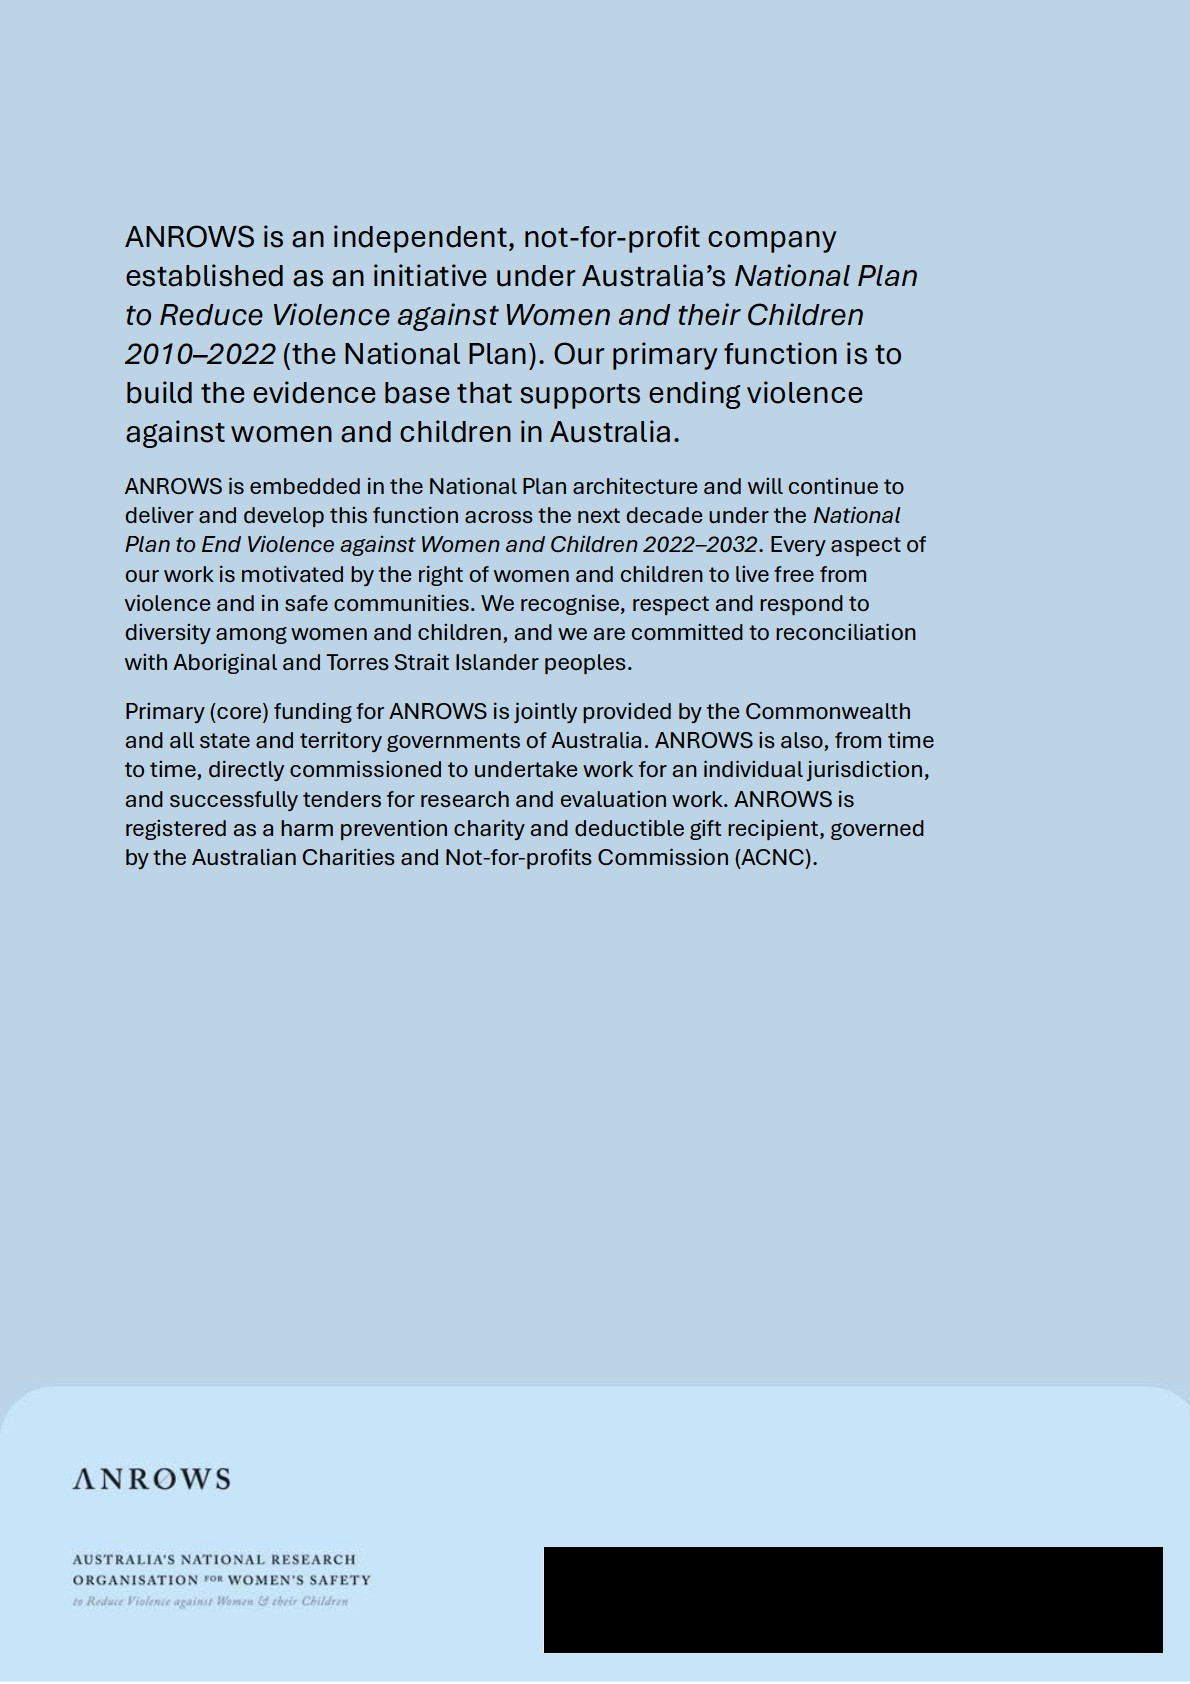 ANROWS is an independent, not-for-profit company
established as an initiative under Australia’s National Plan
to Reduce Violence against Women and their Children
2010–2022 (the National Plan). Our primary function is to
build the evidence base that supports ending violence
against women and children in Australia.
ANROWS is embedded in the National Plan architecture and will continue to
deliver and develop this function across the next decade under the National
Plan to End Violence against Women and Children 2022–2032. Every aspect of
our work is motivated by the right of women and children to live free from
violence and in safe communities. We recognise, respect and respond to
diversity among women and children, and we are committed to reconciliation
with Aboriginal and Torres Strait Islander peoples.
Primary (core) funding for ANROWS is jointly provided by the Commonwealth
and all state and territory governments of Australia. ANROWS is also, from time
to time, directly commissioned to undertake work for an individual jurisdiction,
and successfully tenders for research and evaluation work. ANROWS is
registered as a harm prevention charity and deductible gift recipient, governed
by the Australian Charities and Not-for-profits Commission (ACNC).
ANROWS
AUSTRALIA'S NATIONAL RESEARCH
ORGANISATION FOR WOMEN'S SAFETY
to Reduce Violence against Women & their Children